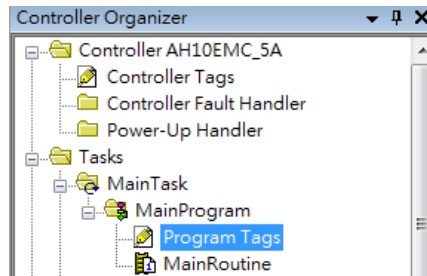 Controller Organizer
Controller AH10EMC_5A
Controller Tags
Controller Fault Handler
Power-Up Handler
Tasks
MainTask
MainProgram
Program Tags
MainRoutine